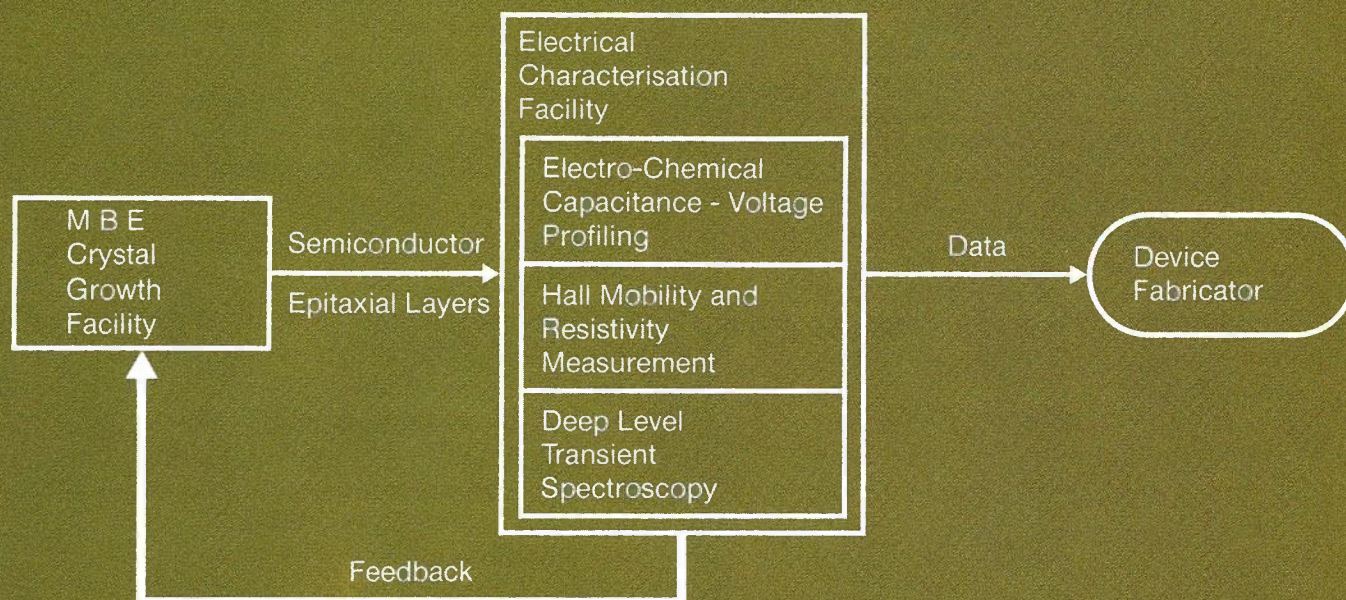 Electrical
Characterisation
Facility
Electro-Chemical
Capacitance - Voltage
Profiling
M B E
Crystal
Growth
Facility
Semiconductor
Epitaxial Layers
Hall Mobility and
Resistivity
Measurement
Data
Device
Fabricator
Deep Level
Transient
Spectroscopy
Feedback